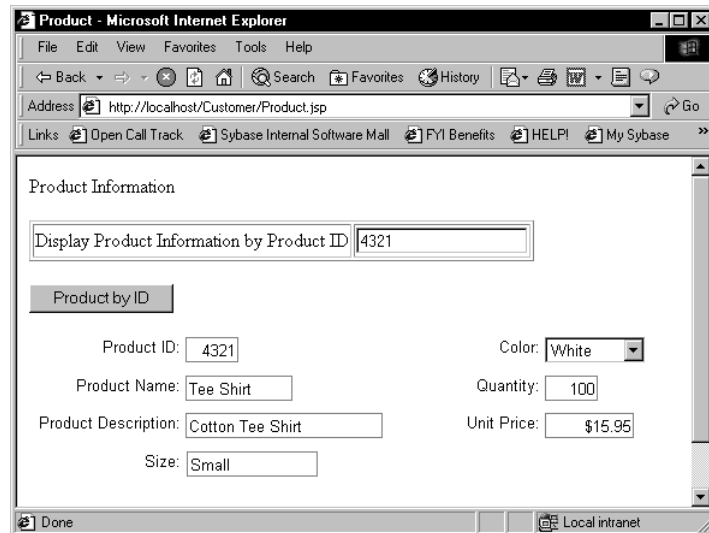 Product - Microsoft Internet Explorer
File Edit View Favorites Tools Help
Back Search Favorites History
Address http://localhost/Customer/Product.jsp Go
Links Open Call Track Sybase Internal Software Mall FYI Benefits HELP! My Sybase »
Product Information
Display Product Information by Product ID 4321
Product by ID
Product ID: 4321 Color: White
Product Name: Tee Shirt Quantity: 100
Product Description: Cotton Tee Shirt Unit Price: $15.95
Size: Small
Done Local intranet